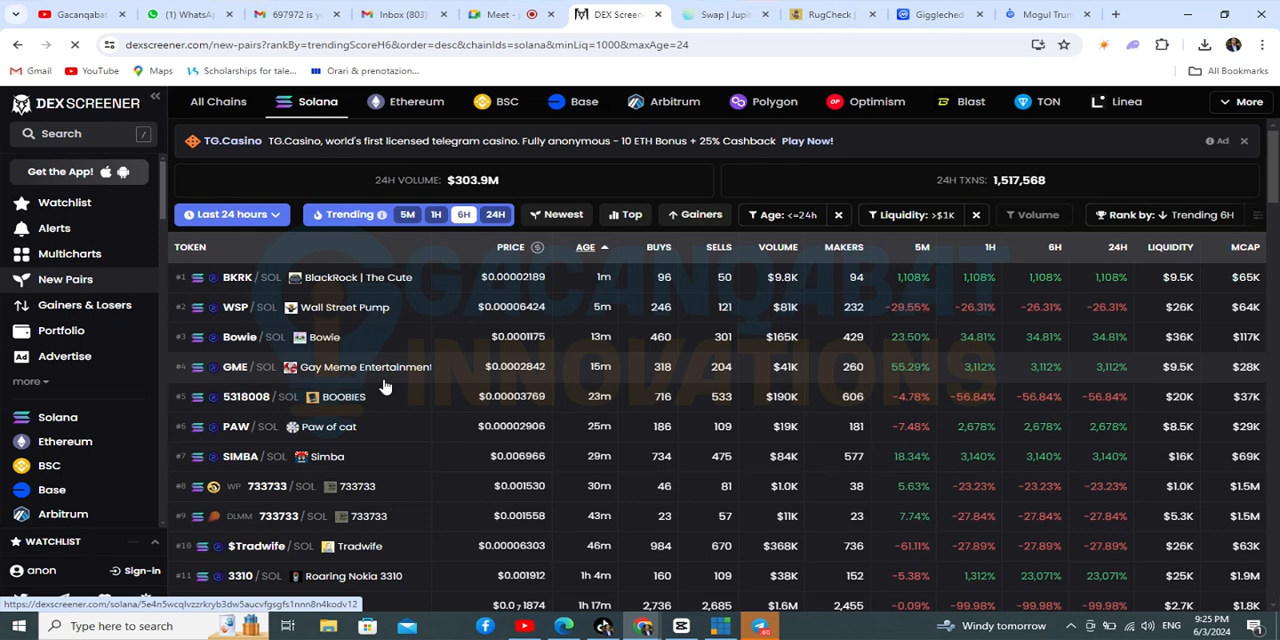 Gacanqabat
(1) WhatsA
697972 is y
Inbox (803)
Meet - p
DEX Screen
Swap | Jupit
RugCheck |
Giggleched
Mogul Trum
dexscreener.com/new-pairs?rankBy=trendingScoreH6&order=desc&chainIds=solana&minLiq=1000&maxAge=24
Gmail YouTube Maps Scholarships for tale... Orari & prenotazion... All Bookmarks
DEX SCREENER
All Chains Solana Ethereum BSC Base Arbitrum Polygon Optimism Blast TON Linea More
Search /
TG.Casino TG.Casino, world's first licensed telegram casino. Fully anonymous - 10 ETH Bonus + 25% Cashback Play Now! Ad
Get the App!
24H VOLUME: $303.9M 24H TXNS: 1,517,568
Watchlist
Alerts
Multicharts
New Pairs
Gainers & Losers
Portfolio
Ad Advertise
more
Solana
Ethereum
BSC
Base
Arbitrum
WATCHLIST
anon Sign-in
Last 24 hours Trending 5M 1H 6H 24H Newest Top Gainers Age: <=24h Liquidity: >$1K Volume Rank by: Trending 6H
TOKEN PRICE AGE BUYS SELLS VOLUME MAKERS 5M 1H 6H 24H LIQUIDITY MCAP
#1 BKRK / SOL BlackRock | The Cute $0.00002189 1m 96 50 $9.8K 94 1,108% 1,108% 1,108% 1,108% $9.5K $65K
#2 WSP / SOL Wall Street Pump $0.00006424 5m 246 121 $81K 232 -29.55% -26.31% -26.31% -26.31% $26K $64K
#3 Bowie / SOL Bowie $0.0001175 13m 460 301 $165K 429 23.50% 34.81% 34.81% 34.81% $36K $117K
#4 GME / SOL Gay Meme Entertainment $0.0002842 15m 318 204 $41K 260 55.29% 3,112% 3,112% 3,112% $9.5K $28K
#5 5318008 / SOL BOOBIES $0.00003769 23m 716 533 $190K 606 -4.78% -56.84% -56.84% -56.84% $20K $37K
#6 PAW / SOL Paw of cat $0.00002906 25m 186 109 $19K 181 -7.48% 2,678% 2,678% 2,678% $8.5K $29K
#7 SIMBA / SOL Simba $0.006966 29m 734 475 $84K 577 18.34% 3,140% 3,140% 3,140% $16K $69K
#8 WP 733733 / SOL 733733 $0.001530 30m 46 81 $1.0K 38 5.63% -23.23% -23.23% -23.23% $1.0K $1.5M
#9 DLMM 733733 / SOL 733733 $0.001558 43m 23 57 $11K 23 7.74% -27.84% -27.84% -27.84% $5.3K $1.5M
#10 $Tradwife / SOL Tradwife $0.00006303 46m 984 670 $368K 736 -61.11% -27.89% -27.89% -27.89% $26K $63K
#11 3310 / SOL Roaring Nokia 3310 $0.001912 1h 4m 160 109 $38K 152 -5.38% 1,312% 23,071% 23,071% $25K $1.9M
$0.0₇1874 1h 17m 2,736 2,685 $1.6M 2,455 -0.09% -99.98% -99.98% -99.98% $2.7K $1.8K
GACANQABAT
INNOVATIONS
https://dexscreener.com/solana/5e4n5wcqlvzzrkryb3dw5aucvfgsgfs1nnn8n4kodv12
Type here to search
Windy tomorrow
ENG
9:25 PM
6/3/2024